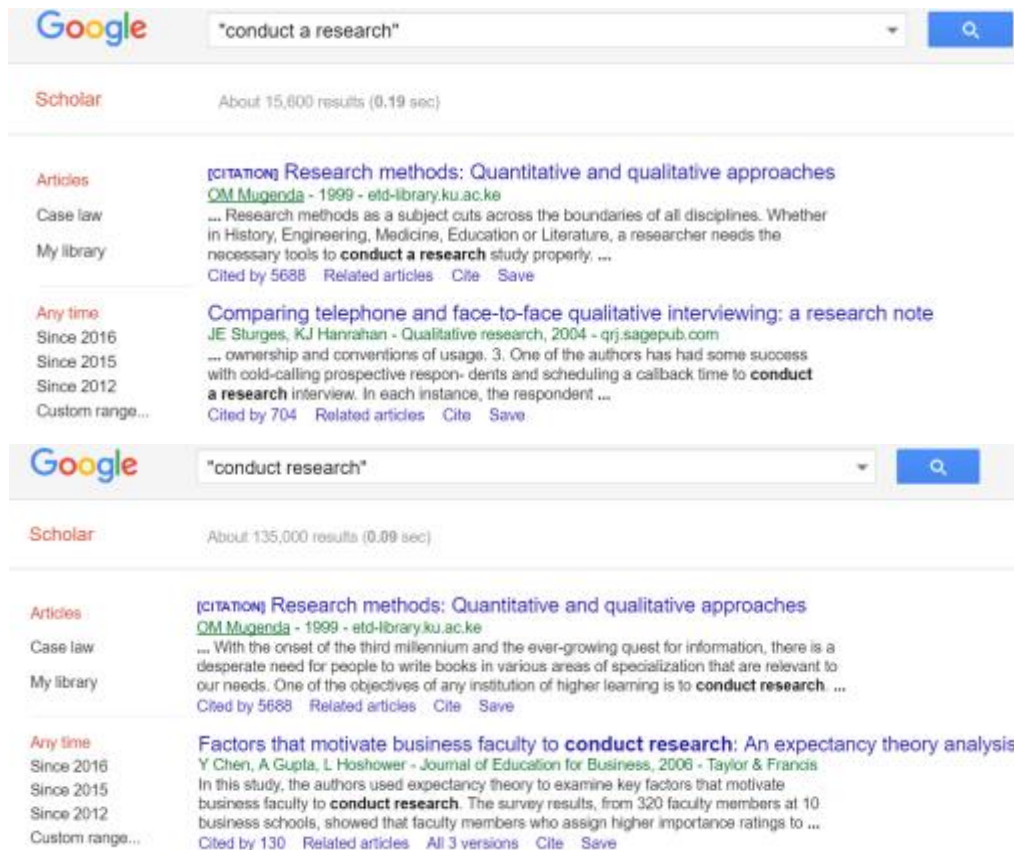 Google
"conduct a research"
Scholar
About 15,600 results (0.19 sec)
Articles
Case law
My library
Any time
Since 2016
Since 2015
Since 2012
Custom range...
[CITATION] Research methods: Quantitative and qualitative approaches
OM Mugenda - 1999 - etd-library.ku.ac.ke
... Research methods as a subject cuts across the boundaries of all disciplines. Whether
in History, Engineering, Medicine, Education or Literature, a researcher needs the
necessary tools to conduct a research study properly. ...
Cited by 5688 Related articles Cite Save
Comparing telephone and face-to-face qualitative interviewing: a research note
JE Sturges, KJ Hanrahan - Qualitative research, 2004 - qrj.sagepub.com
... ownership and conventions of usage. 3. One of the authors has had some success
with cold-calling prospective respon- dents and scheduling a callback time to conduct
a research interview. In each instance, the respondent ...
Cited by 704 Related articles Cite Save
Google
"conduct research"
Scholar
About 135,000 results (0.09 sec)
Articles
Case law
My library
Any time
Since 2016
Since 2015
Since 2012
Custom range...
[CITATION] Research methods: Quantitative and qualitative approaches
OM Mugenda - 1999 - etd-library.ku.ac.ke
... With the onset of the third millennium and the ever-growing quest for information, there is a
desperate need for people to write books in various areas of specialization that are relevant to
our needs. One of the objectives of any institution of higher learning is to conduct research. ...
Cited by 5688 Related articles Cite Save
Factors that motivate business faculty to conduct research: An expectancy theory analysis
Y Chen, A Gupta, L Hoshower - Journal of Education for Business, 2006 - Taylor & Francis
In this study, the authors used expectancy theory to examine key factors that motivate
business faculty to conduct research. The survey results, from 320 faculty members at 10
business schools, showed that faculty members who assign higher importance ratings to ...
Cited by 130 Related articles All 3 versions Cite Save